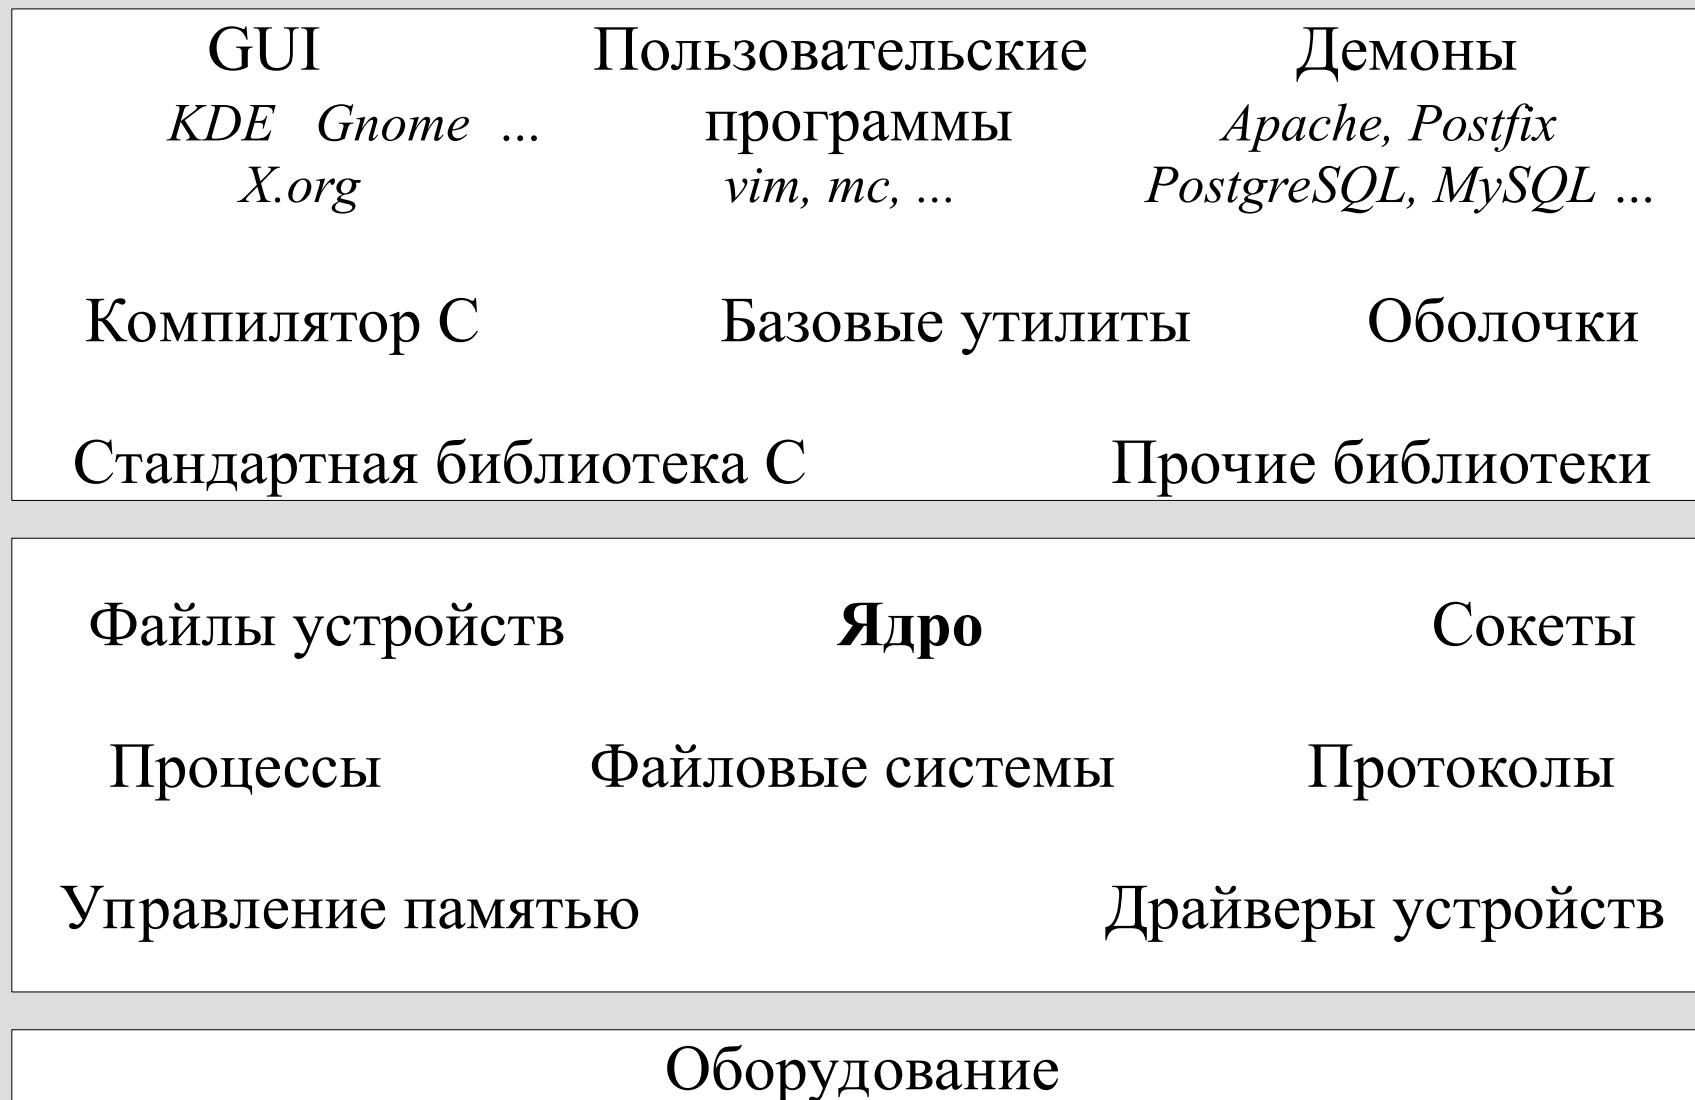 GUI Пользовательские Демоны
KDE Gnome ... программы Apache, Postfix
X.org vim, mc, ... PostgreSQL, MySQL ...
Компилятор C Базовые утилиты Оболочки
Стандартная библиотека C Прочие библиотеки
Файлы устройств Ядро Сокеты
Процессы Файловые системы Протоколы
Управление памятью Драйверы устройств
Оборудование